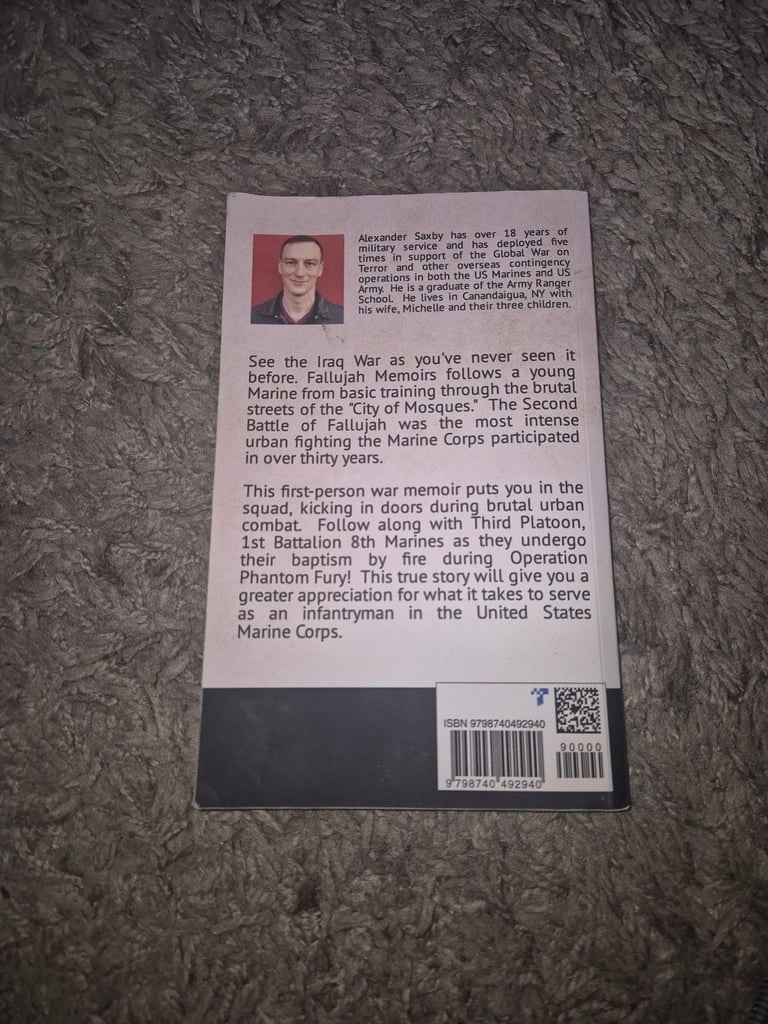 Alexander Saxby has over 18 years of
military service and has deployed five
times in support of the Global War on
Terror and other overseas contingency
operations in both the US Marines and US
Army. He is a graduate of the Army Ranger
School. He lives in Canandaigua, NY with
his wife, Michelle and their three children.
See the Iraq War as you've never seen it
before. Fallujah Memoirs follows a young
Marine from basic training through the brutal
streets of the "City of Mosques." The Second
Battle of Fallujah was the most intense
urban fighting the Marine Corps participated
in over thirty years.
This first-person war memoir puts you in the
squad, kicking in doors during brutal urban
combat. Follow along with Third Platoon,
1st Battalion 8th Marines as they undergo
their baptism by fire during Operation
Phantom Fury! This true story will give you a
greater appreciation for what it takes to serve
as an infantryman in the United States
Marine Corps.
ISBN 9798740492940
90000
9 798740 492940